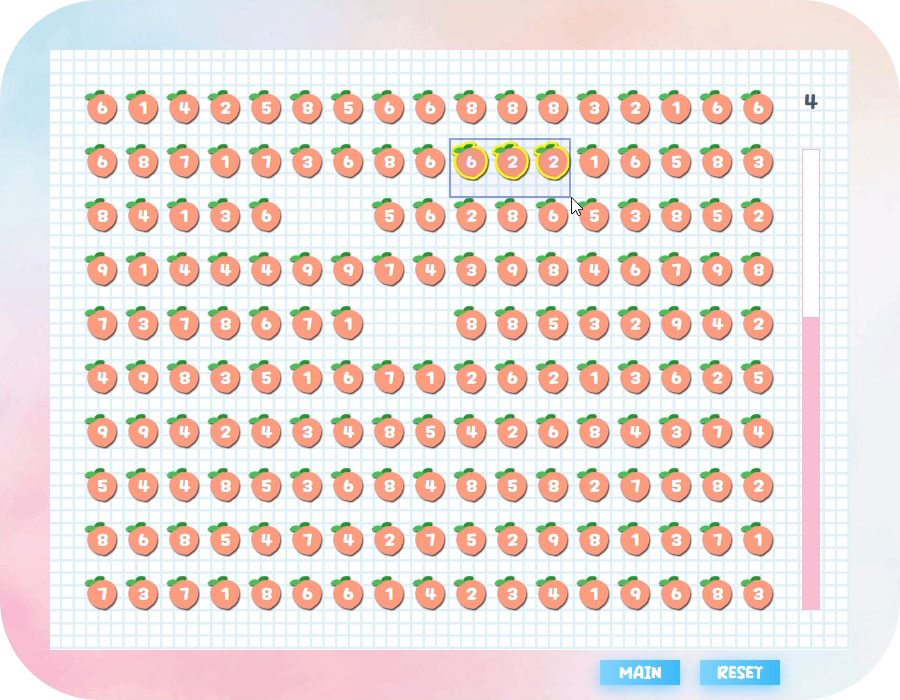 6 1 4 2 5 8 5 6 6 8 8 8 3 2 1 6 6
4
6 8 7 1 7 3 6 8 6 6 2 2 1 6 5 8 3
8 4 1 3 6 5 6 2 8 6 5 3 8 5 2
9 1 4 4 4 9 9 7 4 3 9 8 4 6 7 9 8
7 3 7 8 6 7 1 8 8 5 3 2 9 4 2
4 9 8 3 5 1 6 7 1 2 6 2 1 3 6 2 5
9 9 4 2 4 3 4 8 5 4 2 6 8 4 3 7 4
5 4 4 8 5 3 6 8 4 8 5 8 2 7 5 8 2
8 6 8 5 4 7 4 2 7 5 2 9 8 1 3 7 1
7 3 7 1 8 6 6 1 4 2 3 4 1 9 6 8 3
MAIN RESET